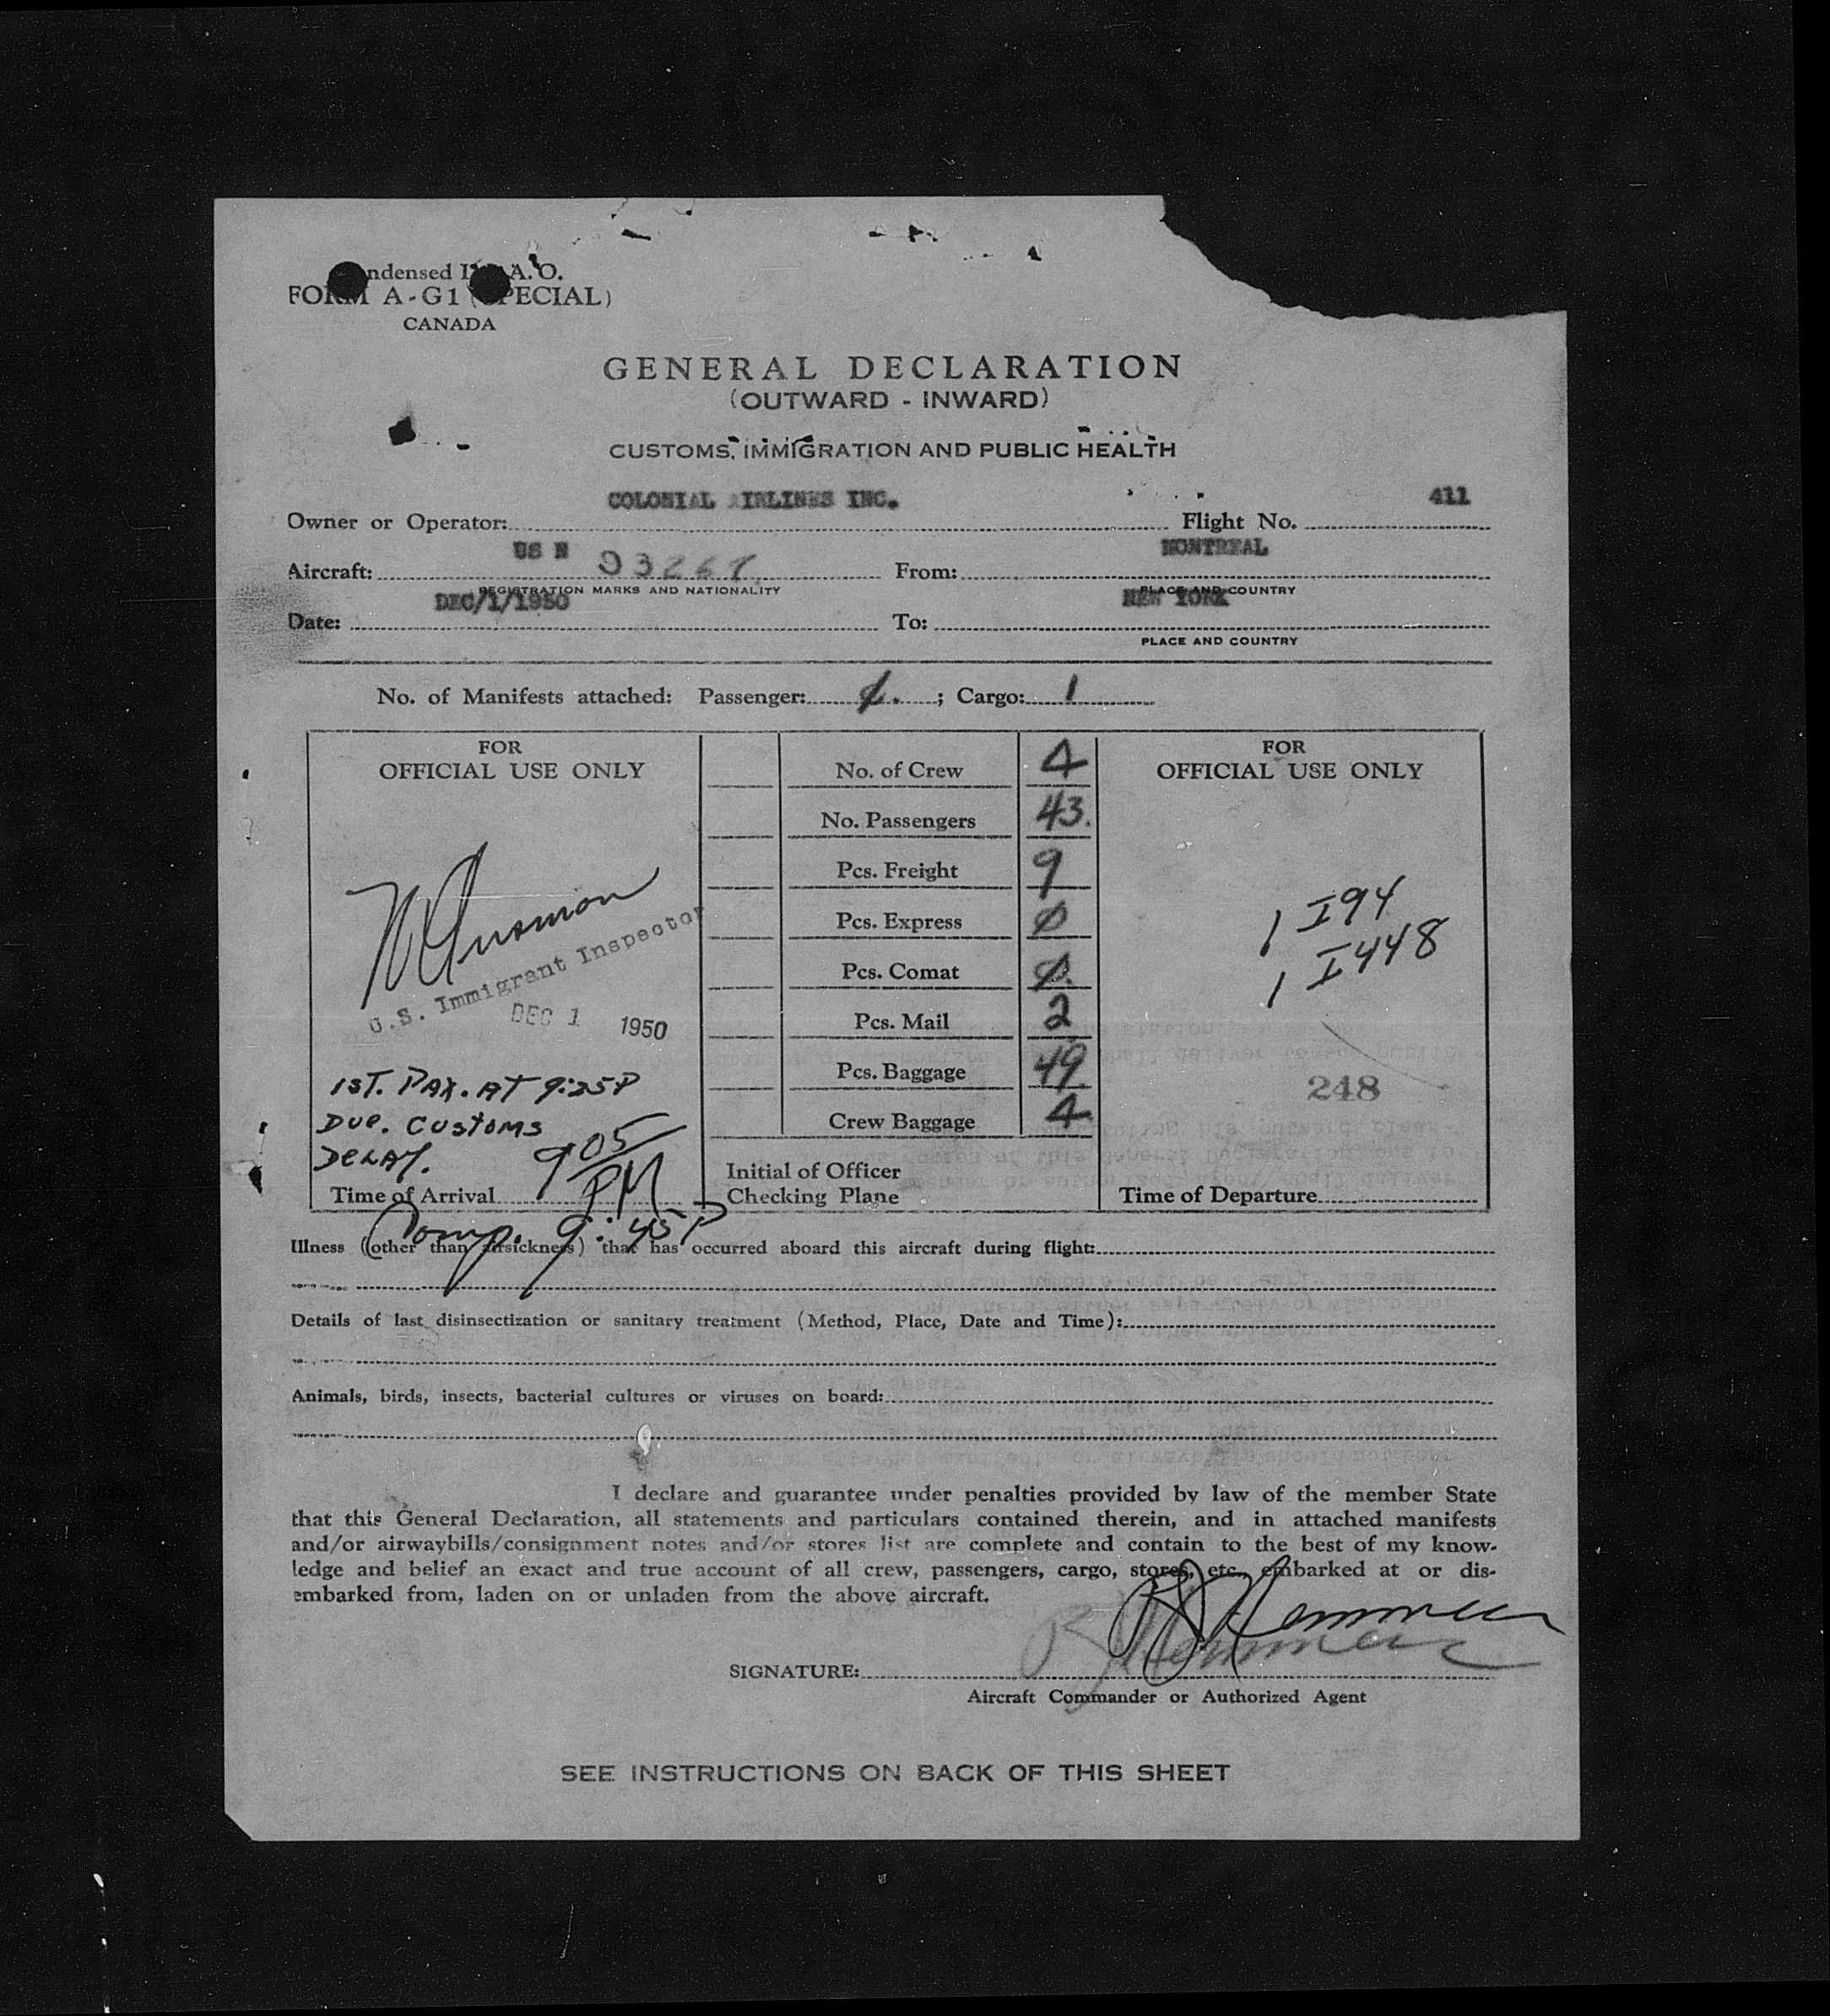 ndensed I A.O.
FORM A-G1 (SPECIAL)
CANADA
GENERAL DECLARATION
(OUTWARD - INWARD)
CUSTOMS, IMMIGRATION AND PUBLIC HEALTH
COLONIAL AIRLINES INC. 411
Owner or Operator: Flight No.
US N 93267 MONTREAL
Aircraft: From:
REGISTRATION MARKS AND NATIONALITY PLACE AND COUNTRY
DEC/1/1950 NEW YORK
Date: To:
PLACE AND COUNTRY
No. of Manifests attached: Passenger: ; Cargo: 1
FOR
OFFICIAL USE ONLY
U.S. Immigrant Inspector
DEC 1 1950
1ST. PAX. AT 9:25P
DUE. CUSTOMS
DELAY.
905
PM
Time of Arrival
Comp. 9:45P
No. of Crew 4
No. Passengers 43.
Pcs. Freight 9
Pcs. Express Ø
Pcs. Comat Ø.
Pcs. Mail 2
Pcs. Baggage 49
Crew Baggage 4
Initial of Officer
Checking Plane
FOR
OFFICIAL USE ONLY
1 I94
1 I448
248
Time of Departure
Illness (other than airsickness) that has occurred aboard this aircraft during flight:
Details of last disinsectization or sanitary treatment (Method, Place, Date and Time):
Animals, birds, insects, bacterial cultures or viruses on board:
I declare and guarantee under penalties provided by law of the member State
that this General Declaration, all statements and particulars contained therein, and in attached manifests
and/or airwaybills/consignment notes and/or stores list are complete and contain to the best of my know-
ledge and belief an exact and true account of all crew, passengers, cargo, stores, etc., embarked at or dis-
embarked from, laden on or unladen from the above aircraft.
SIGNATURE:
Aircraft Commander or Authorized Agent
SEE INSTRUCTIONS ON BACK OF THIS SHEET